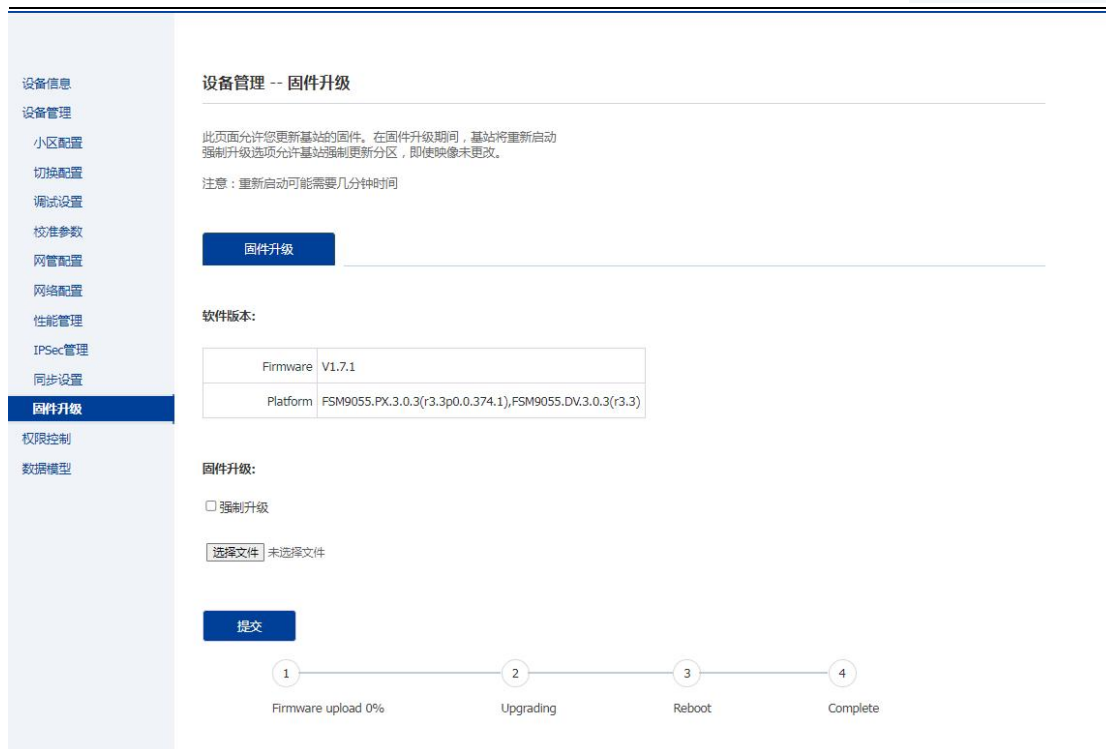 设备信息
设备管理
小区配置
切换配置
调试设置
校准参数
网管配置
网络配置
性能管理
IPSec管理
同步设置
固件升级
权限控制
数据模型
设备管理 -- 固件升级
此页面允许您更新基站的固件。在固件升级期间，基站将重新启动
强制升级选项允许基站强制更新分区，即使映像未更改。
注意：重新启动可能需要几分钟时间
固件升级
软件版本:
Firmware V1.7.1
Platform FSM9055.PX.3.0.3(r3.3p0.0.374.1),FSM9055.DV.3.0.3(r3.3)
固件升级:
强制升级
选择文件 未选择文件
提交
1 2 3 4
Firmware upload 0% Upgrading Reboot Complete